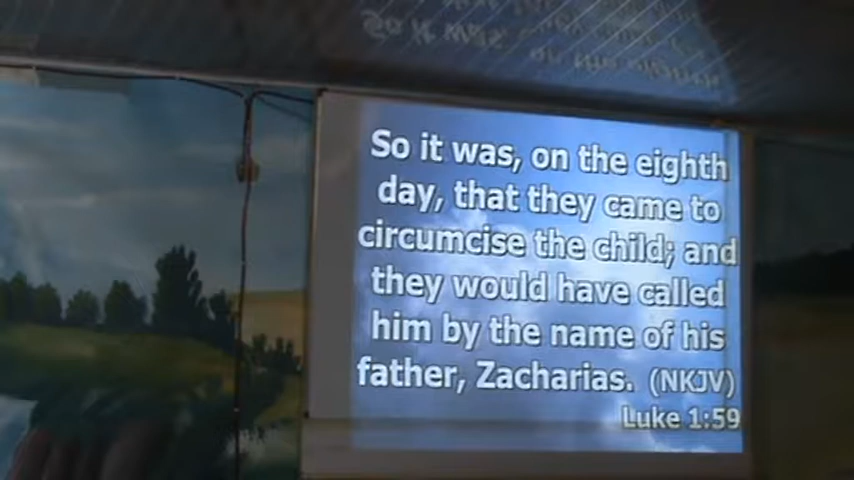 So it was, on the eighth
day, that they came to
circumcise the child; and
they would have called
him by the name of his
father, Zacharias. (NKJV)
Luke 1:59